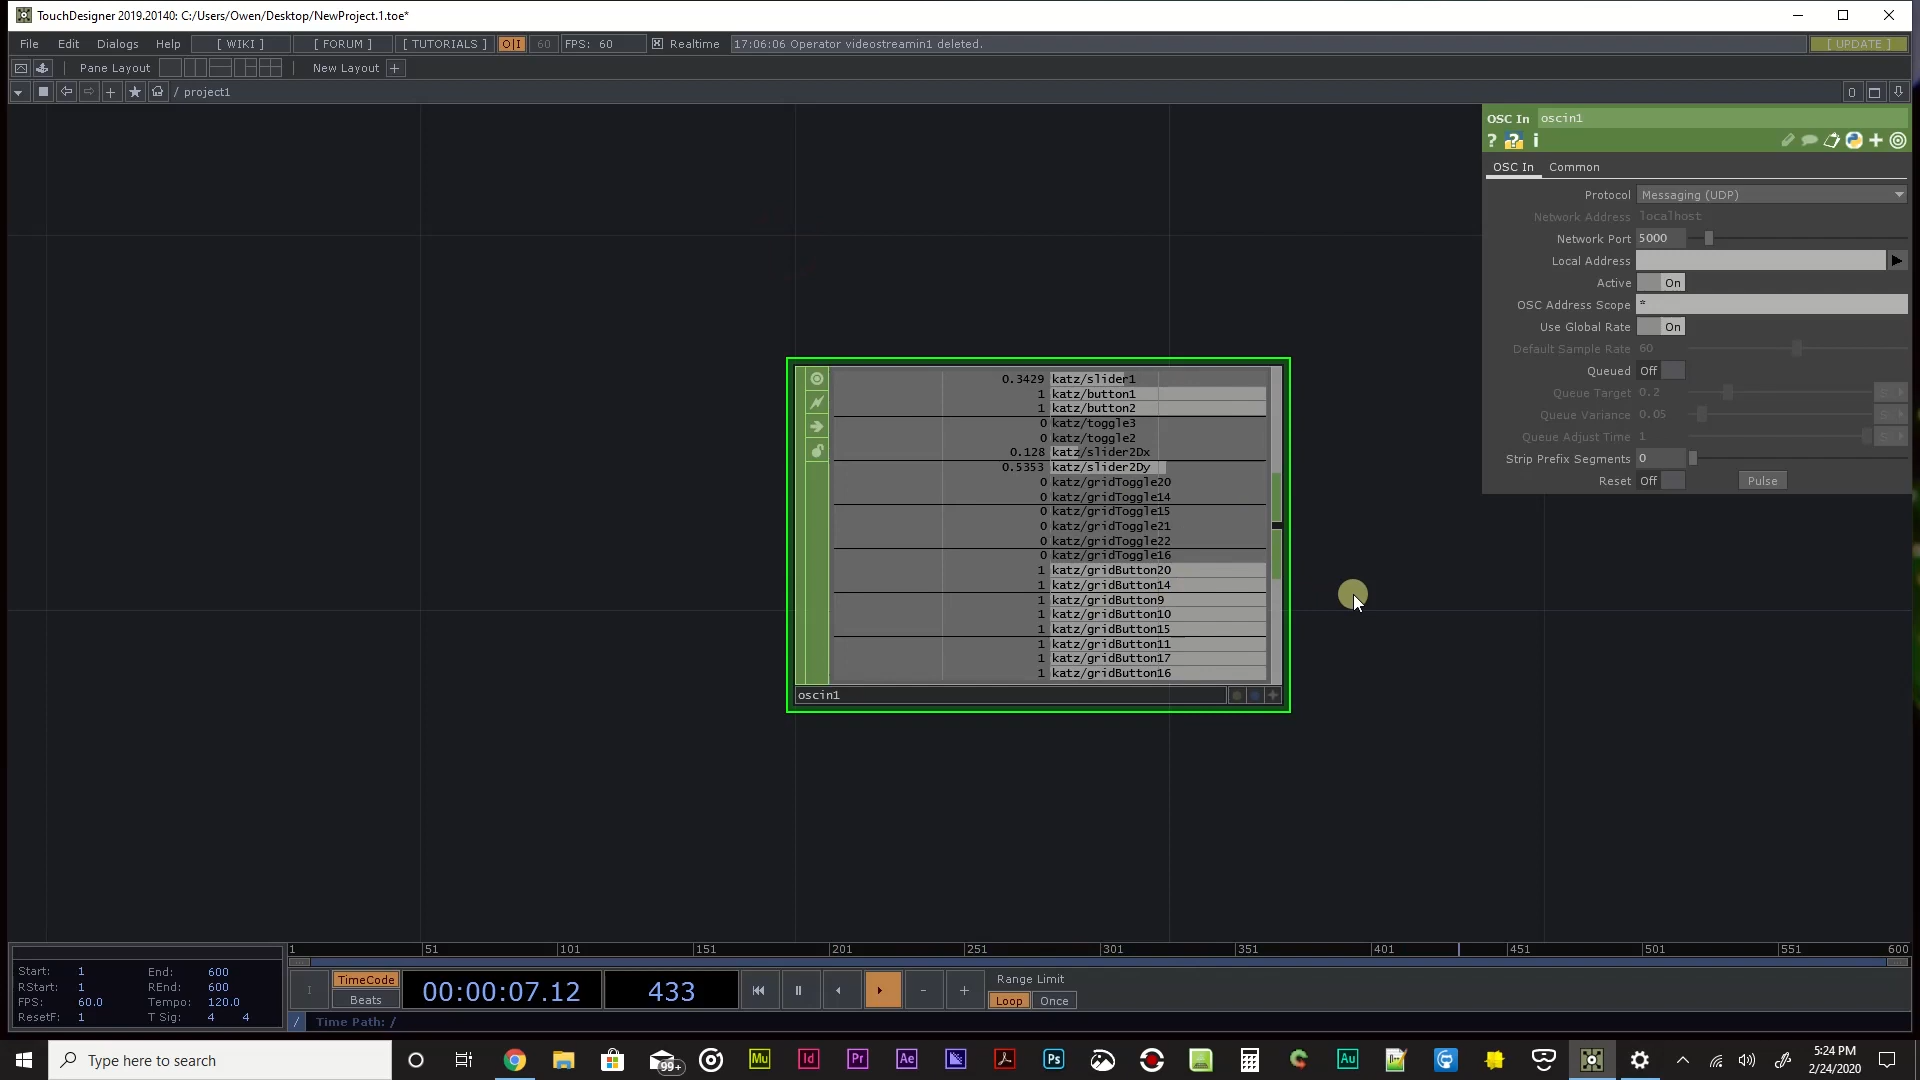 TouchDesigner 2019.20140: C:/Users/Owen/Desktop/NewProject.1.toe*
File Edit Dialogs Help [ WIKI ] [ FORUM ] [ TUTORIALS ] O|I 60 FPS: 60 Realtime 17:06:06 Operator videostreamin1 deleted. [ UPDATE ]
Pane Layout New Layout +
/ project1
OSC In oscin1
OSC In Common
Protocol Messaging (UDP)
Network Address localhost
Network Port 5000
Local Address
Active On
OSC Address Scope *
Use Global Rate On
Default Sample Rate 60
Queued Off
Queue Target 0.2
Queue Variance 0.05
Queue Adjust Time 1
Strip Prefix Segments 0
Reset Off Pulse
0.3429 katz/slider1
1 katz/button1
1 katz/button2
0 katz/toggle3
0 katz/toggle2
0.128 katz/slider2Dx
0.5353 katz/slider2Dy
0 katz/gridToggle20
0 katz/gridToggle14
0 katz/gridToggle15
0 katz/gridToggle21
0 katz/gridToggle22
0 katz/gridToggle16
1 katz/gridButton20
1 katz/gridButton14
1 katz/gridButton9
1 katz/gridButton10
1 katz/gridButton15
1 katz/gridButton11
1 katz/gridButton17
1 katz/gridButton16
oscin1
1 51 101 151 201 251 301 351 401 451 501 551 600
Start: 1 End: 600
RStart: 1 REnd: 600
FPS: 60.0 Tempo: 120.0
ResetF: 1 T Sig: 4 4
TimeCode
Beats
00:00:07.12 433
Range Limit
Loop Once
/ Time Path: /
Type here to search
99+
Mu Id Pr Ae Ps Au
5:24 PM
2/24/2020